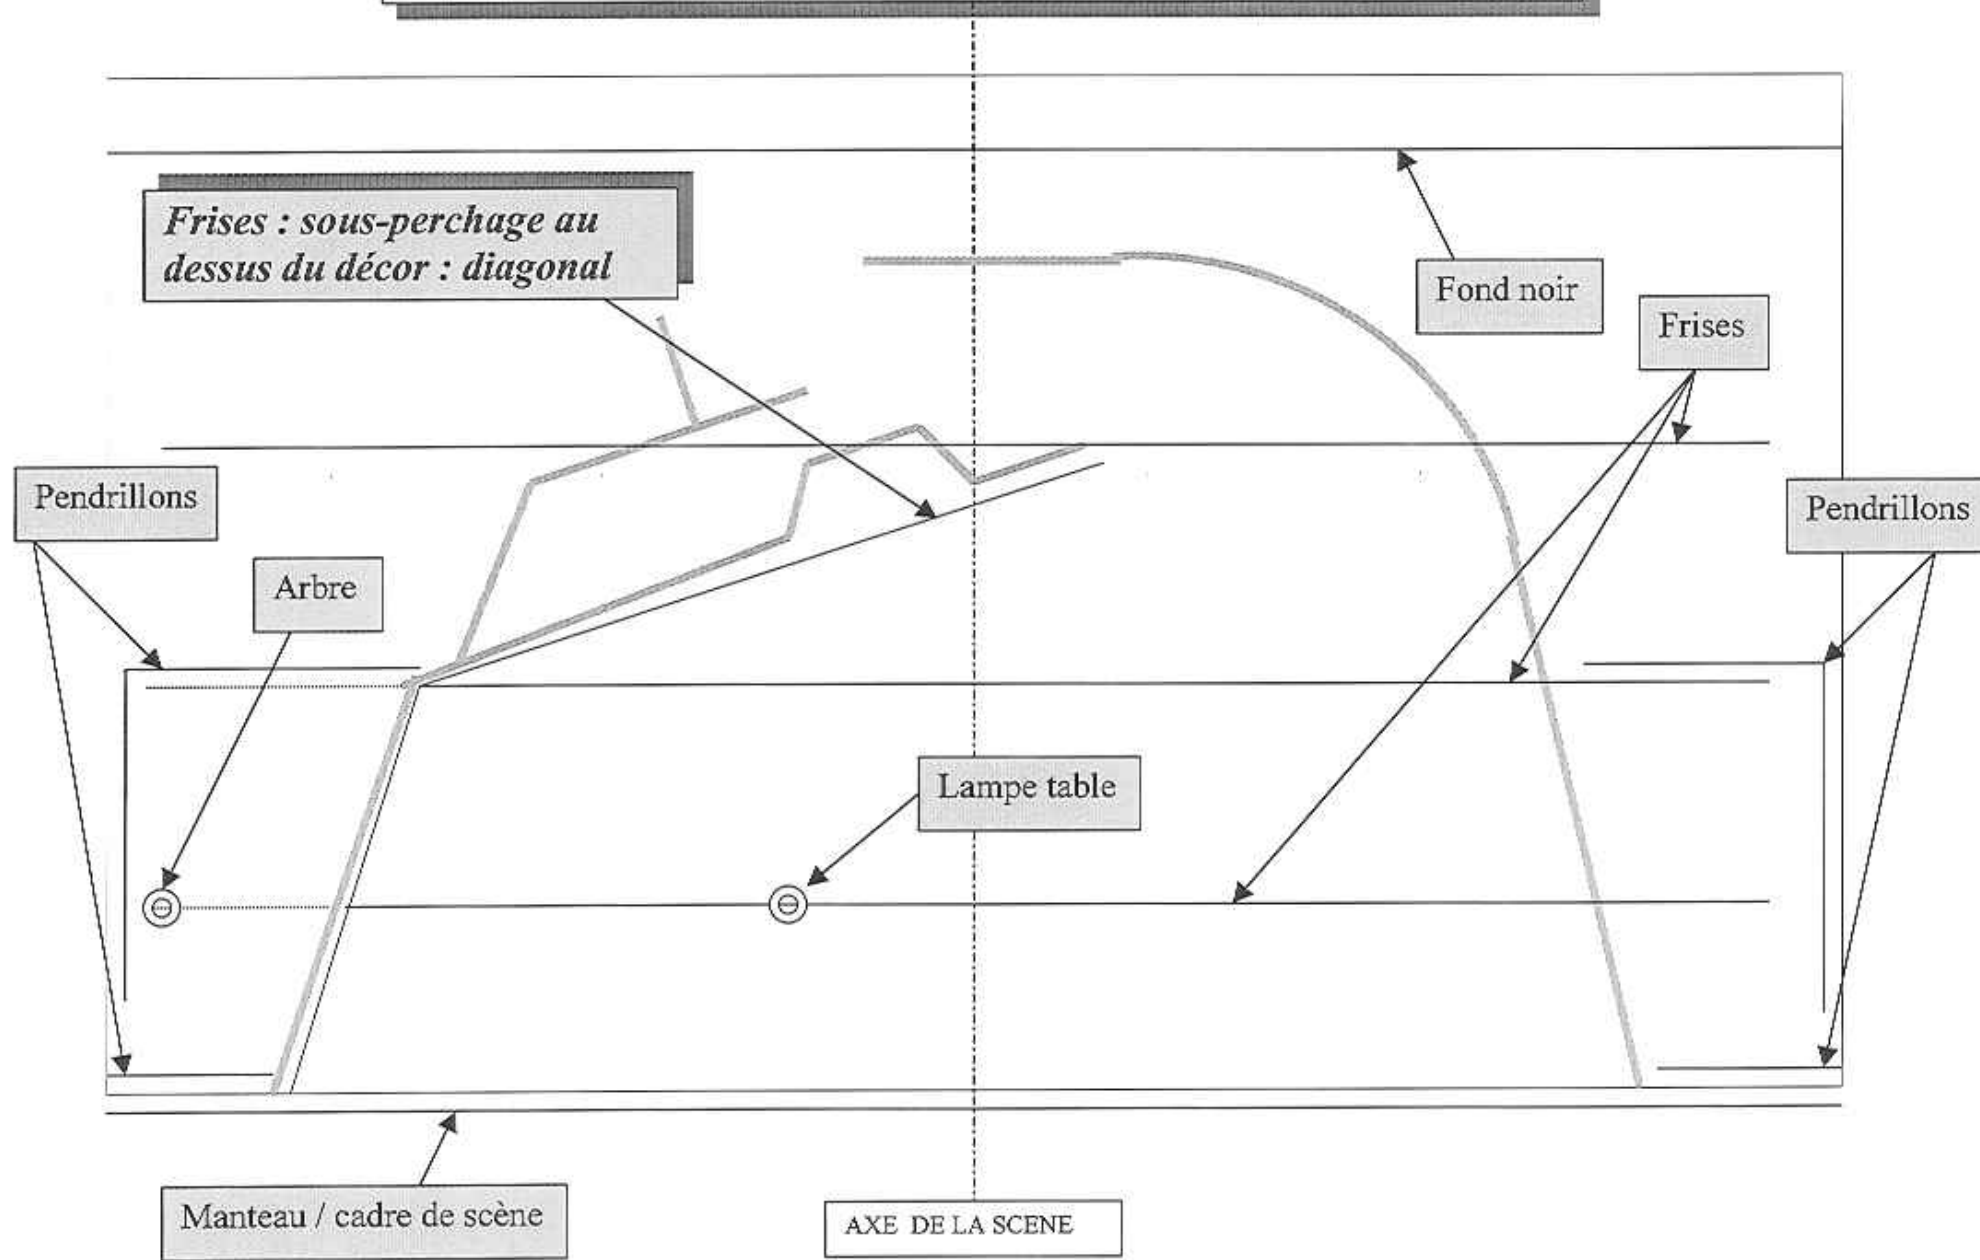 Frises : sous-perchage au
dessus du décor : diagonal
Fond noir
Frises
Pendrillons
Pendrillons
Arbre
Lampe table
Manteau / cadre de scène
AXE DE LA SCENE